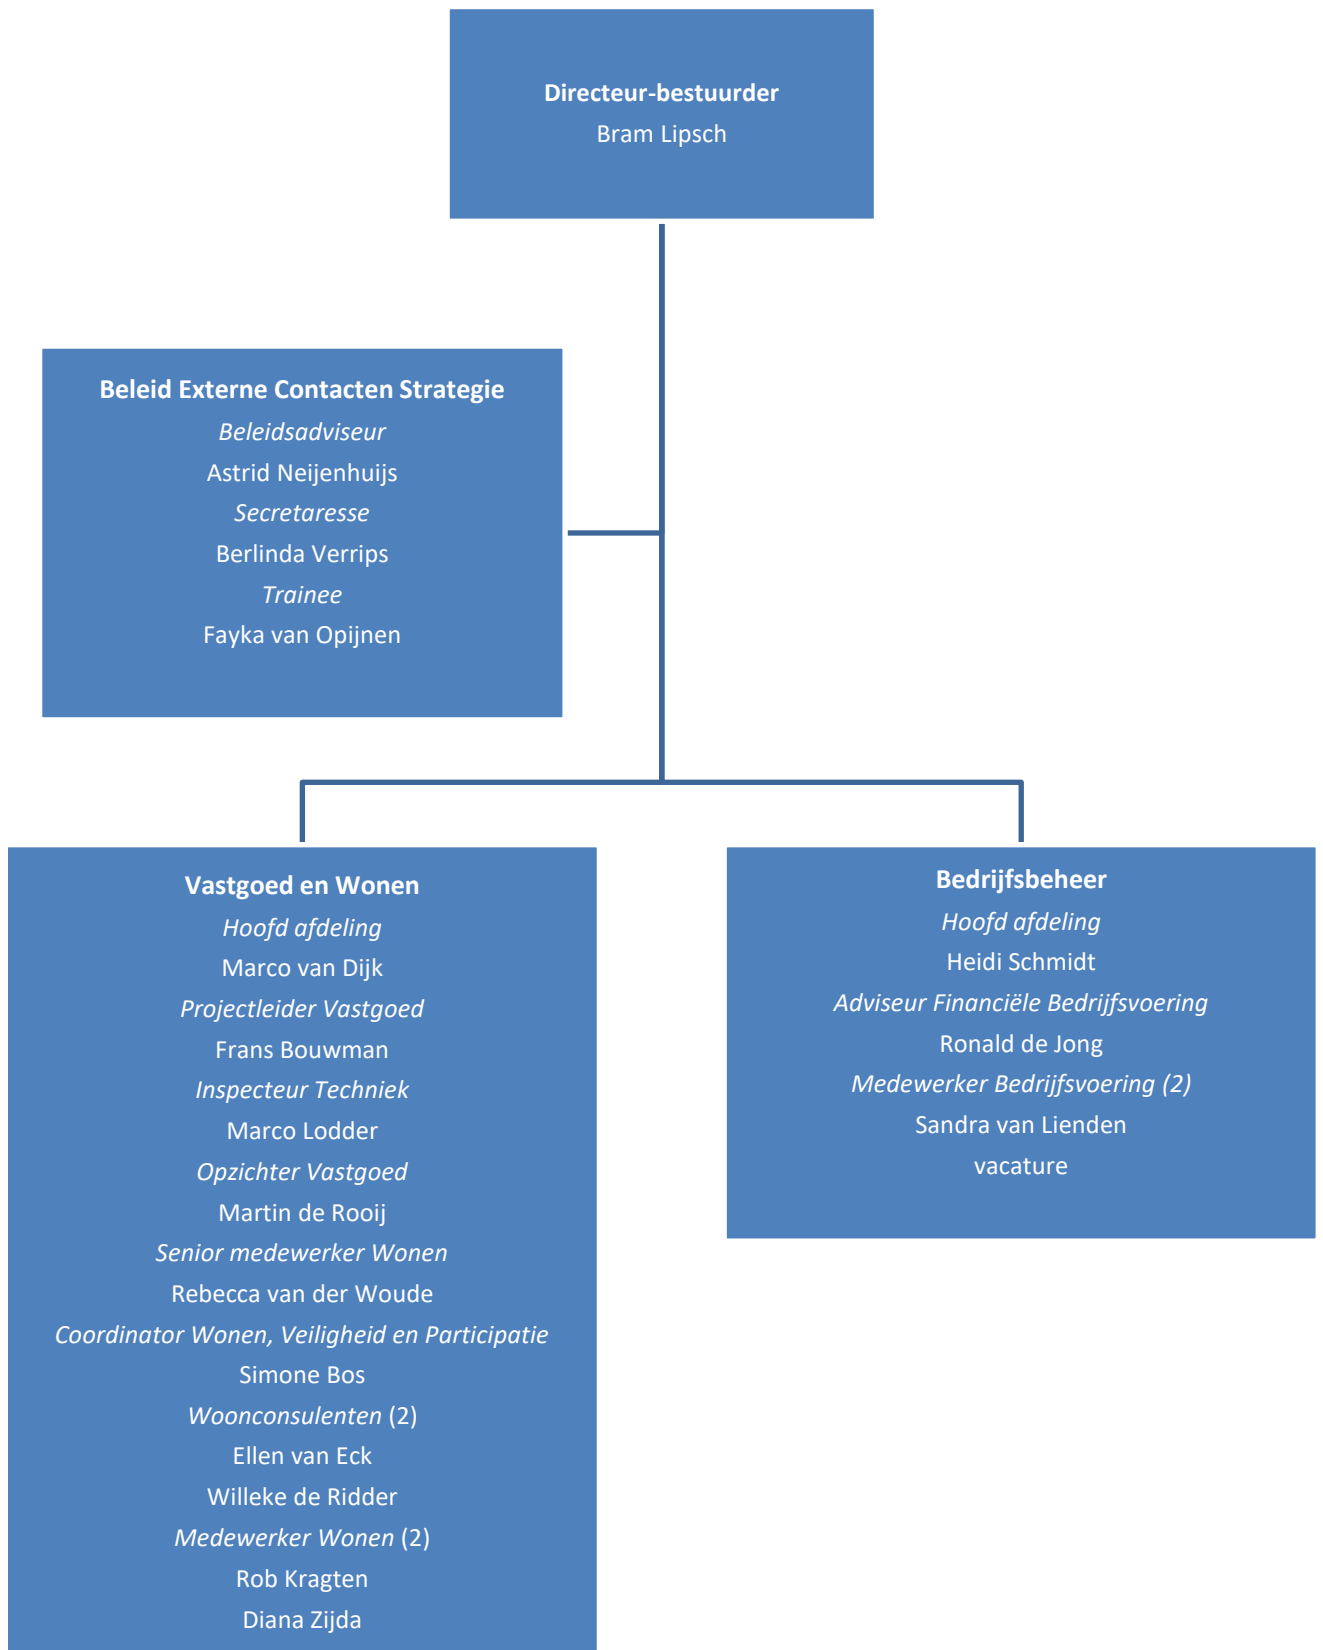 Directeur-bestuurder
Bram Lipsch
Beleid Externe Contacten Strategie
Beleidsadviseur
Astrid Neijenhuijs
Secretaresse
Berlinda Verrips
Trainee
Fayka van Opijnen
Vastgoed en Wonen
Hoofd afdeling
Marco van Dijk
Projectleider Vastgoed
Frans Bouwman
Inspecteur Techniek
Marco Lodder
Opzichter Vastgoed
Martin de Rooij
Senior medewerker Wonen
Rebecca van der Woude
Coordinator Wonen, Veiligheid en Participatie
Simone Bos
Woonconsulenten (2)
Ellen van Eck
Willeke de Ridder
Medewerker Wonen (2)
Rob Kragten
Diana Zijda
Bedrijfsbeheer
Hoofd afdeling
Heidi Schmidt
Adviseur Financiële Bedrijfsvoering
Ronald de Jong
Medewerker Bedrijfsvoering (2)
Sandra van Lienden
vacature